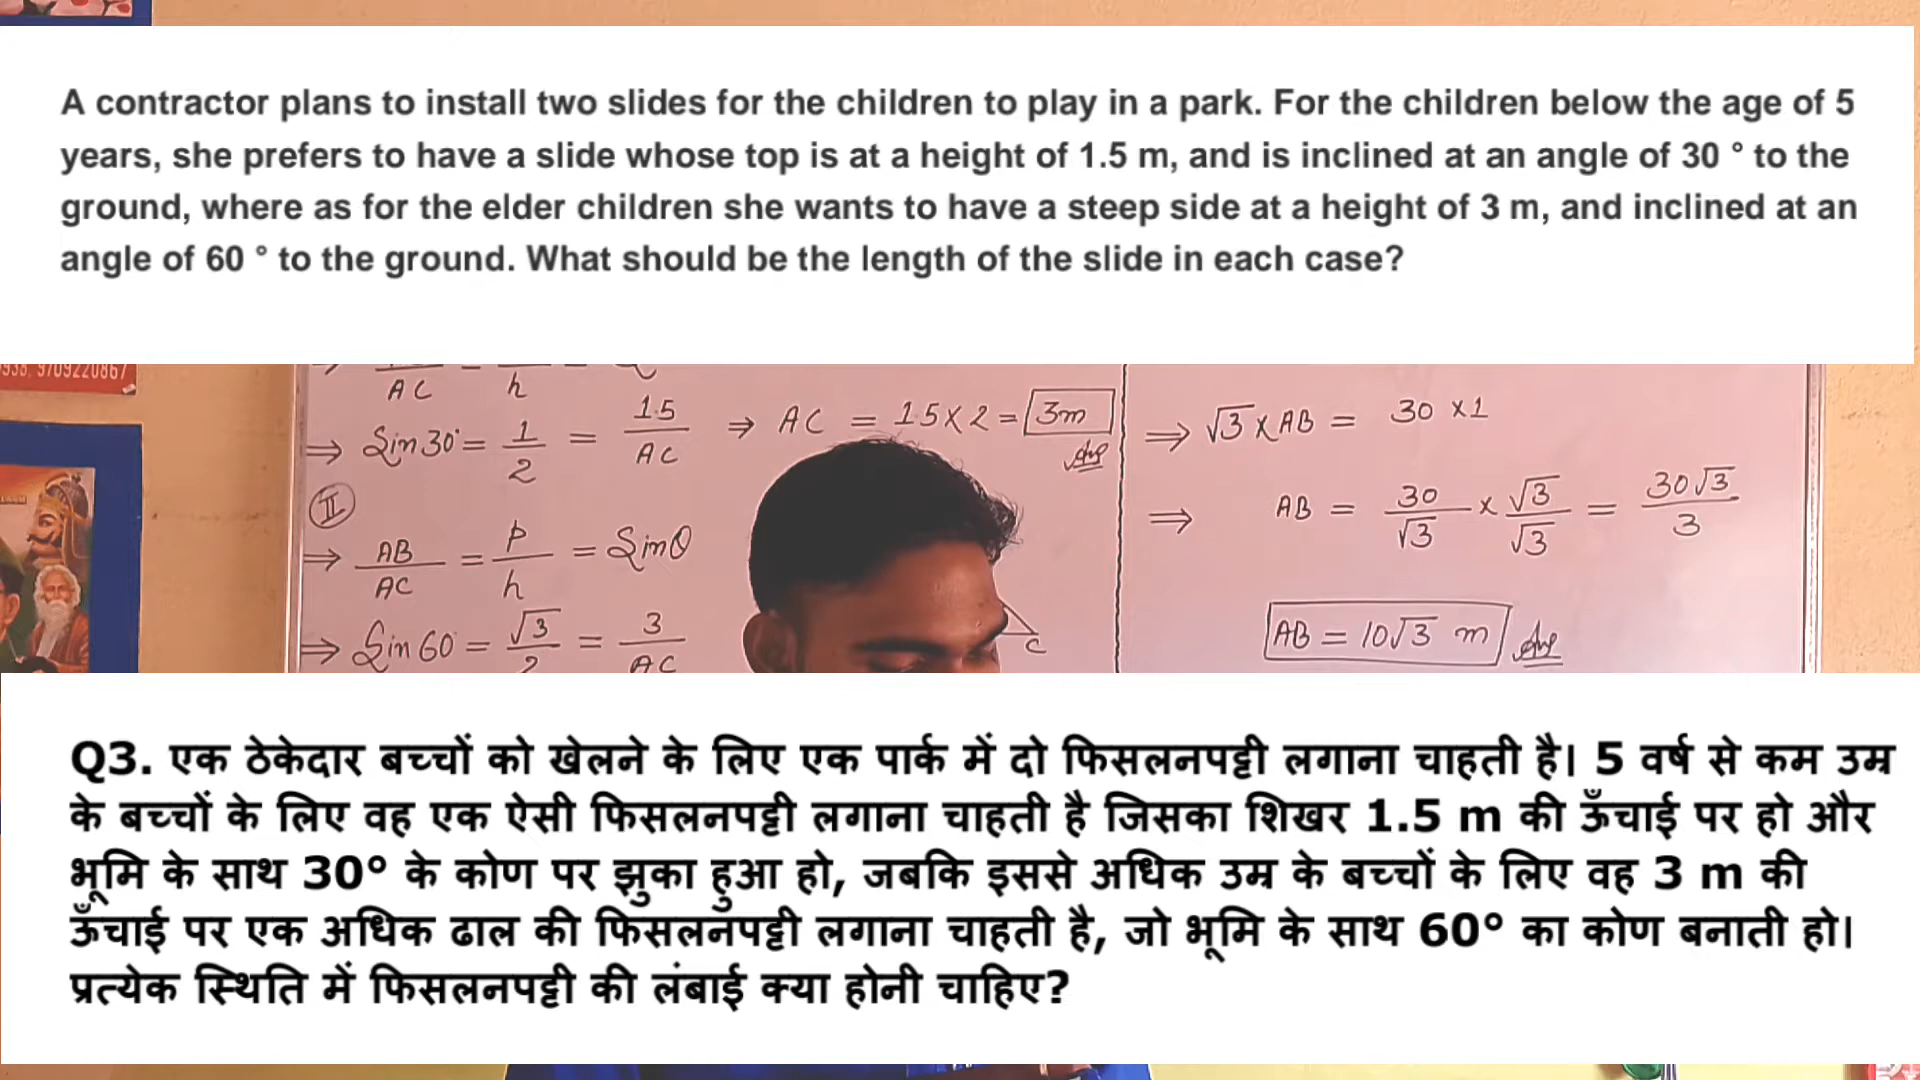 A contractor plans to install two slides for the children to play in a park. For the children below the age of 5
years, she prefers to have a slide whose top is at a height of 1.5 m, and is inclined at an angle of 30 ° to the
ground, where as for the elder children she wants to have a steep side at a height of 3 m, and inclined at an
angle of 60 ° to the ground. What should be the length of the slide in each case?
9709220867
AC h
⇒ Sin30° = 1/2 = 1.5/AC ⇒ AC = 1.5×2 = 3m
Ans
II
⇒ AB/AC = p/h = Sinθ
⇒ Sin60 = √3/2 = 3/AC
C
⇒ √3×AB = 30×1
⇒ AB = 30/√3 × √3/√3 = 30√3/3
AB = 10√3 m Ans
Q3. एक ठेकेदार बच्चों को खेलने के लिए एक पार्क में दो फिसलनपट्टी लगाना चाहती है। 5 वर्ष से कम उम्र
के बच्चों के लिए वह एक ऐसी फिसलनपट्टी लगाना चाहती है जिसका शिखर 1.5 m की ऊँचाई पर हो और
भूमि के साथ 30° के कोण पर झुका हुआ हो, जबकि इससे अधिक उम्र के बच्चों के लिए वह 3 m की
ऊँचाई पर एक अधिक ढाल की फिसलनपट्टी लगाना चाहती है, जो भूमि के साथ 60° का कोण बनाती हो।
प्रत्येक स्थिति में फिसलनपट्टी की लंबाई क्या होनी चाहिए?